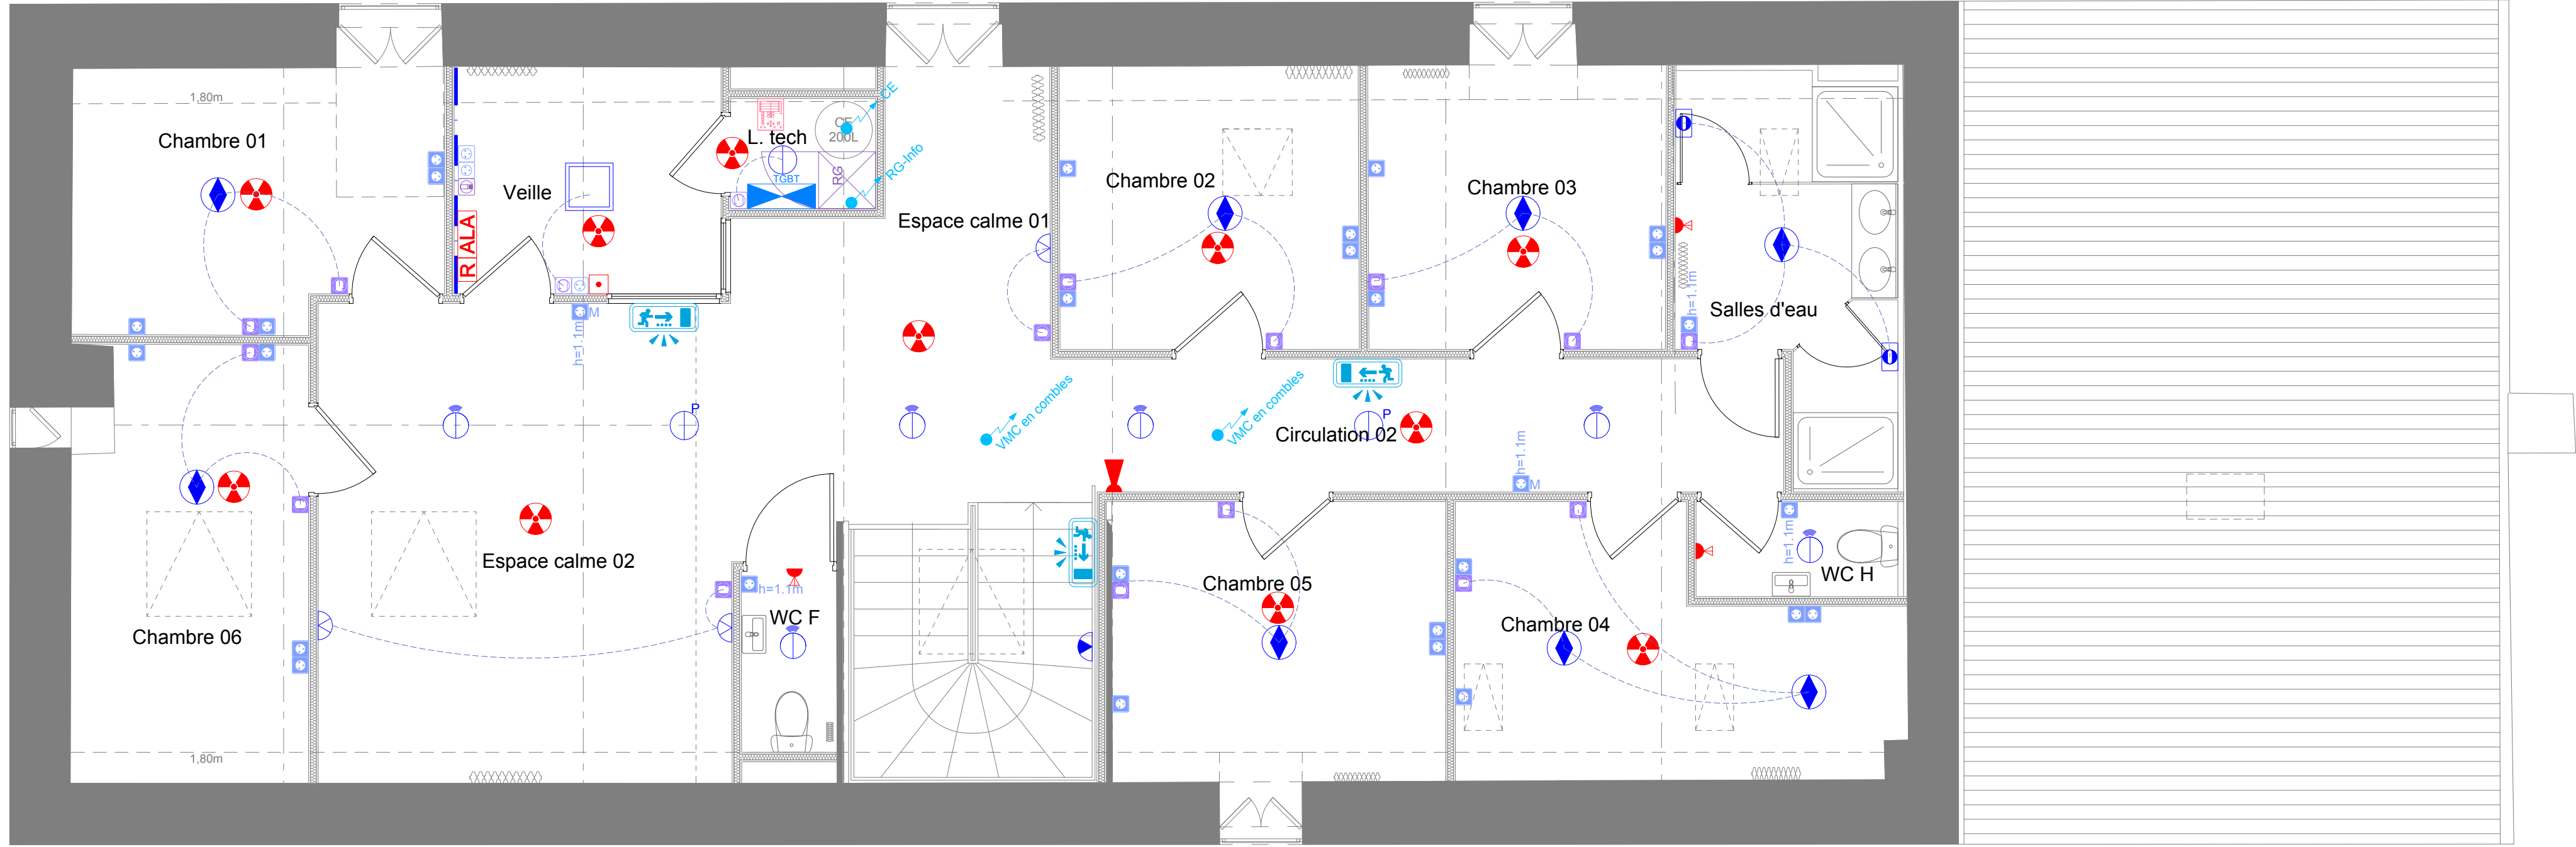 1,80m
Chambre 01
Veille
R ALA
L. tech
CE
200L
TGBT
RG
CE
RG-Info
Espace calme 01
Chambre 02
Chambre 03
Salles d'eau
h=1.1m
M
h=1.1m
P
VMC en combles
VMC en combles
P
Circulation 02
h=1.1m
M
Chambre 06
Espace calme 02
h=1.1m
WC F
Chambre 05
Chambre 04
h=1.1m
WC H
1,80m